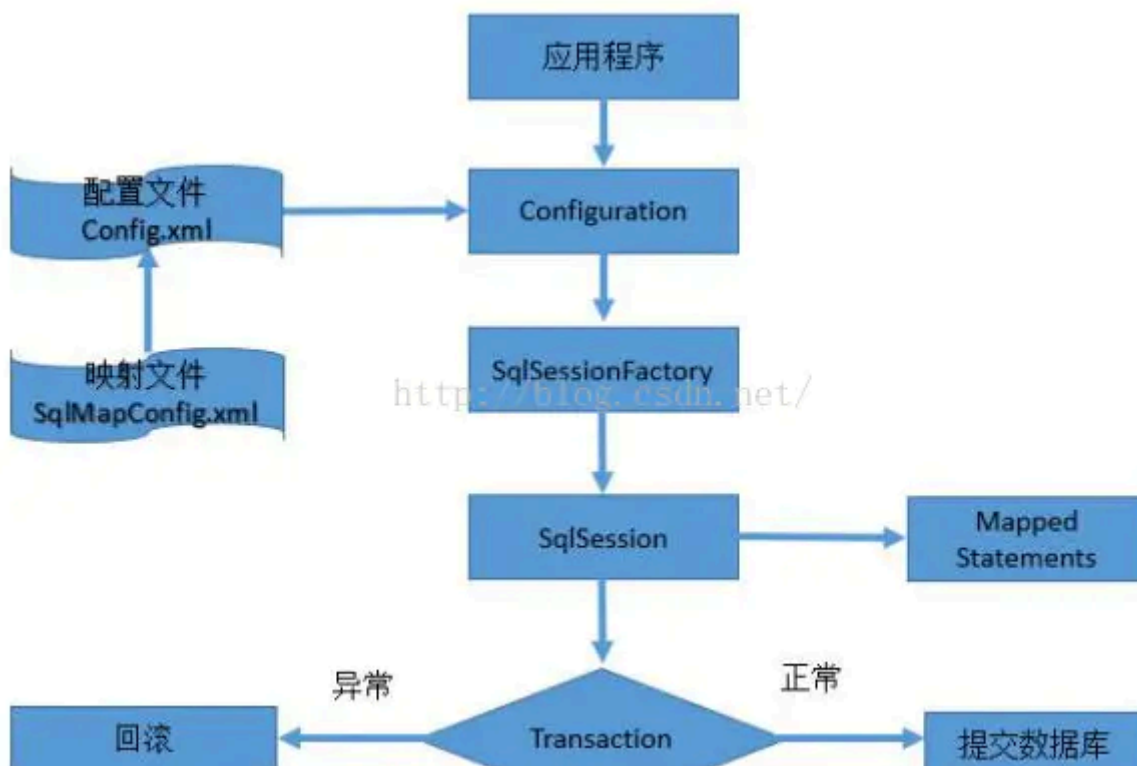 应用程序
配置文件
Config.xml
Configuration
映射文件
SqlMapConfig.xml
SqlSessionFactory
http://blog.csdn.net/
SqlSession
Mapped
Statements
异常
正常
回滚
Transaction
提交数据库